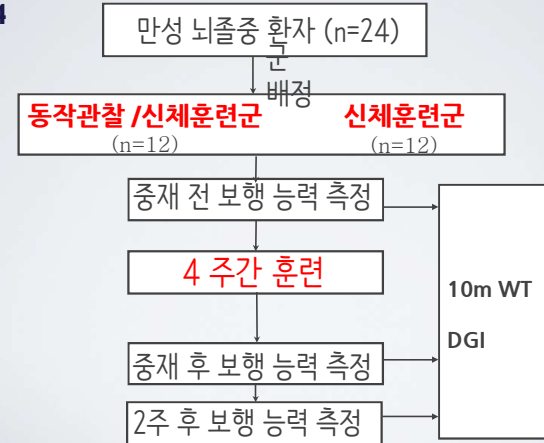 4
만성 뇌졸중 환자 (n=24)
군
배정
동작관찰 /신체훈련군 신체훈련군
(n=12) (n=12)
중재 전 보행 능력 측정
4 주간 훈련
10m WT
DGI
중재 후 보행 능력 측정
2주 후 보행 능력 측정